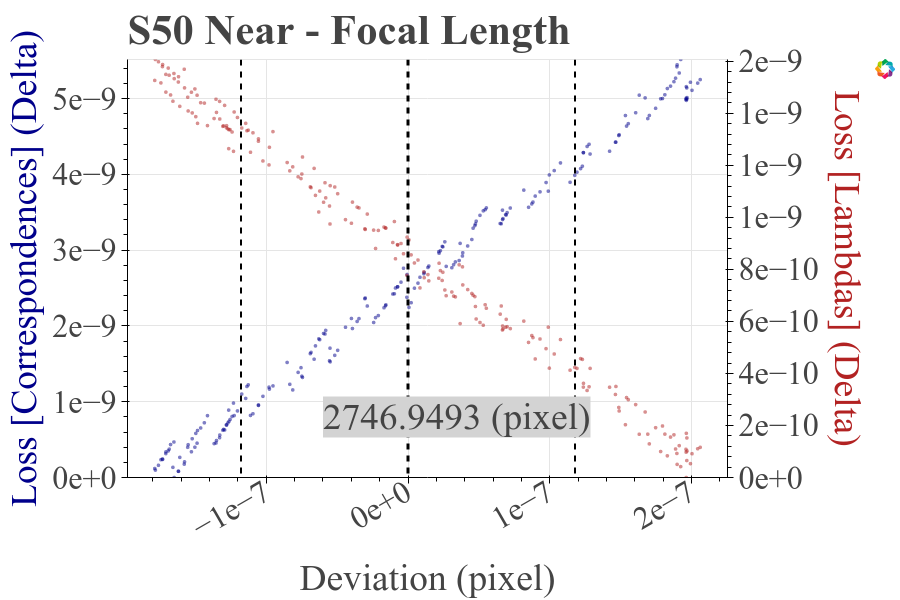 S50 Near - Focal Length
Loss [Correspondences] (Delta)
5e−9
4e−9
3e−9
2e−9
1e−9
0e+0
2e−9
1e−9
1e−9
1e−9
8e−10
6e−10
4e−10
2e−10
0e+0
Loss [Lambdas] (Delta)
2746.9493 (pixel)
−1e−7
0e+0
1e−7
2e−7
Deviation (pixel)